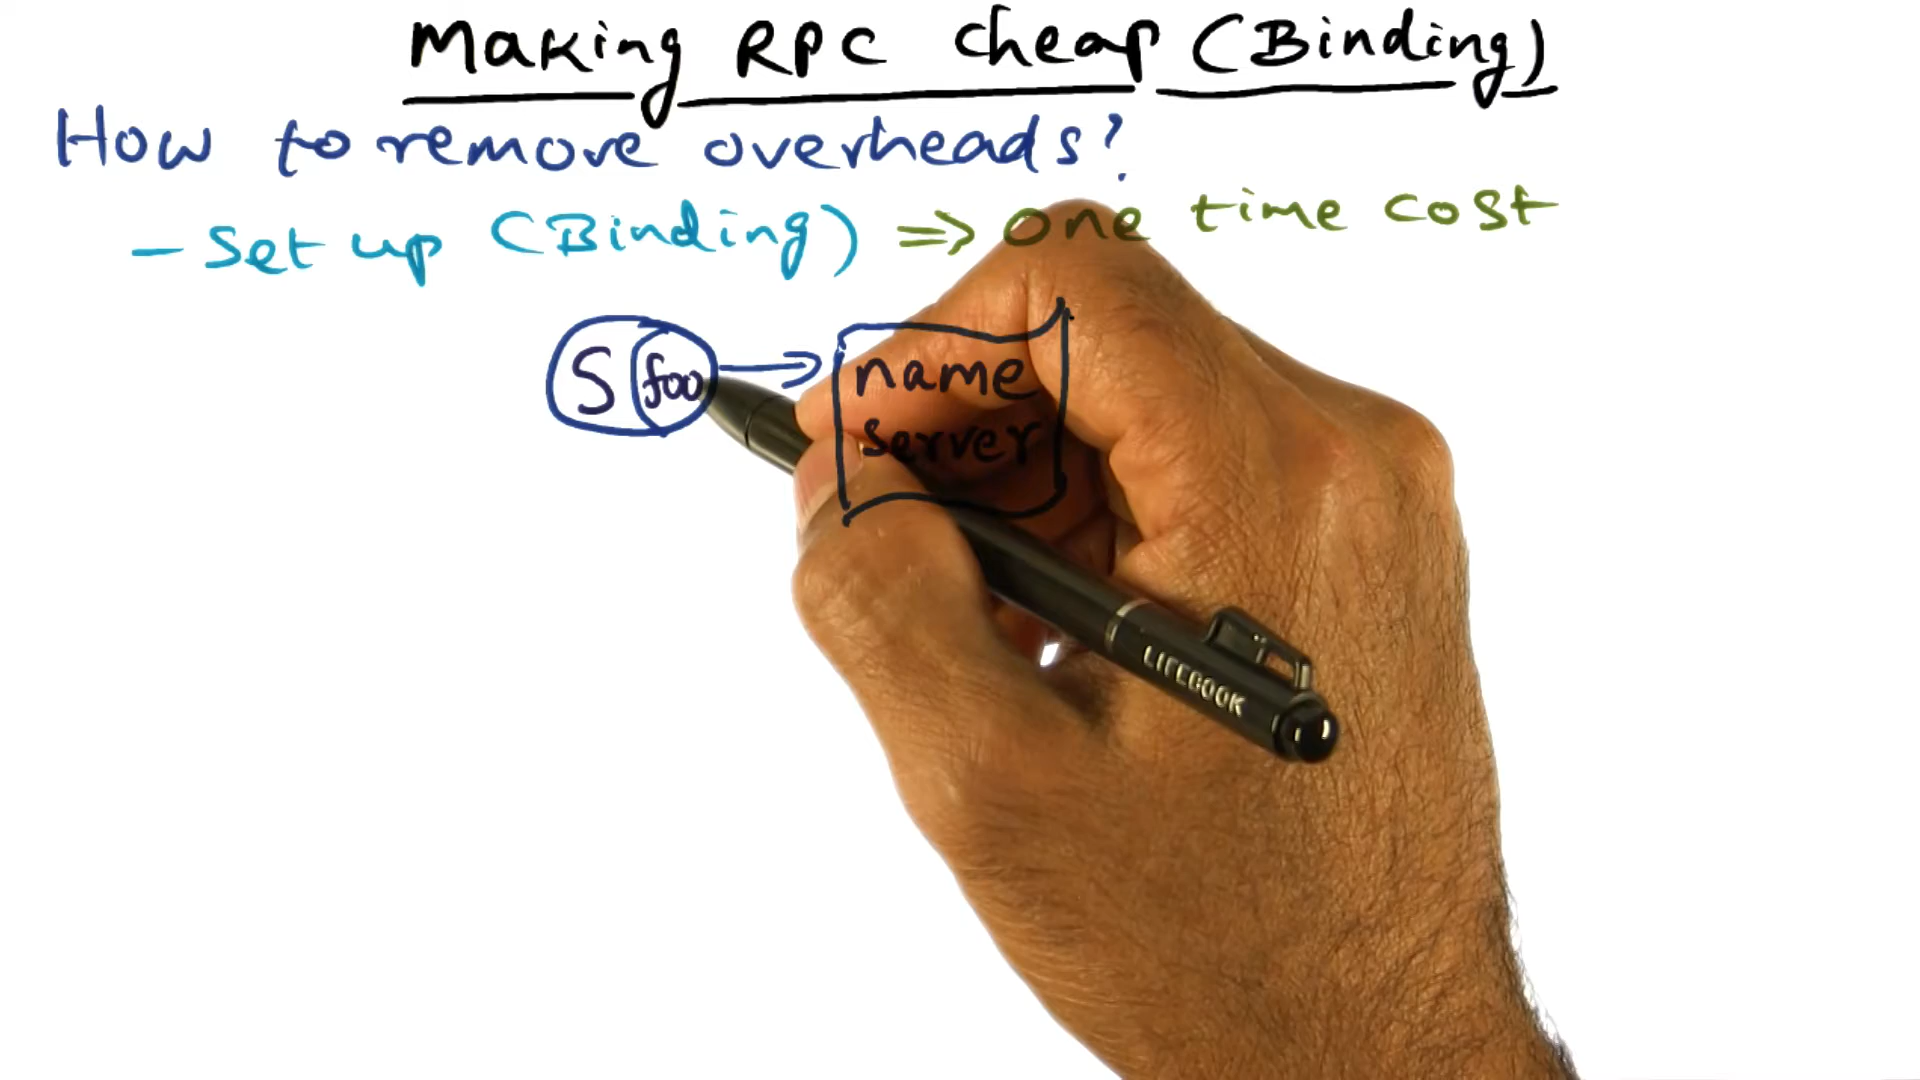 Making RPC cheap (Binding)
How to remove overheads?
- Set up (Binding) => one time cost
S foo
name
server
LIFEBOOK